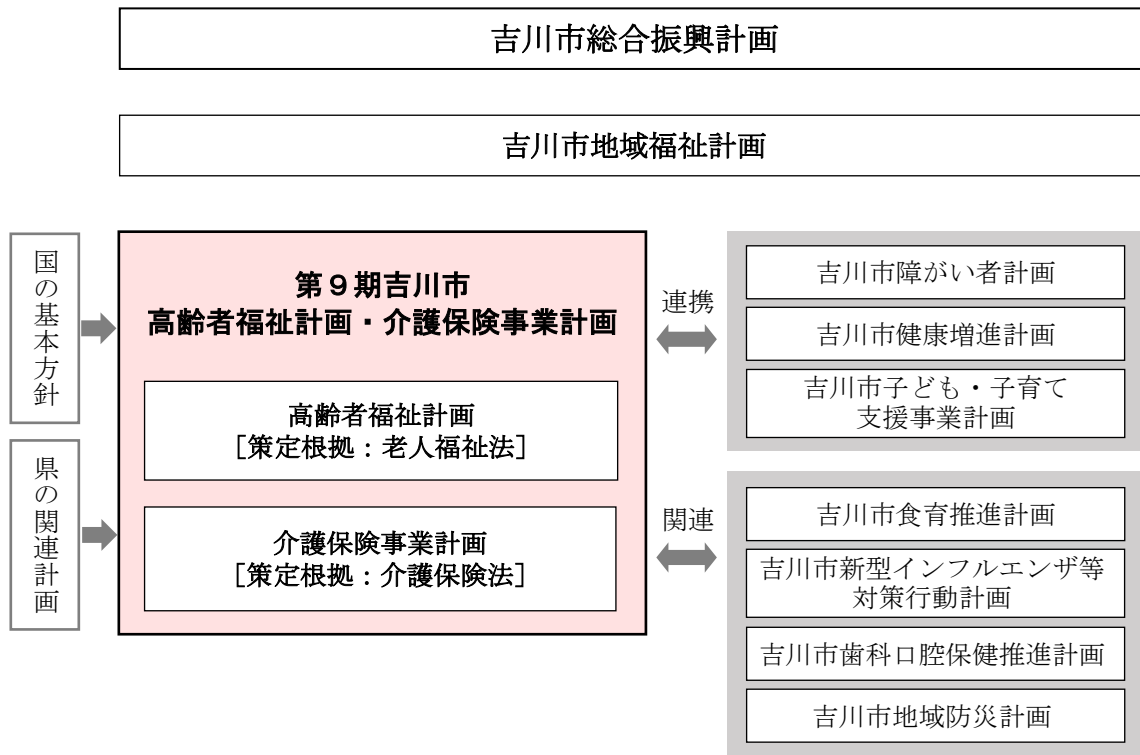 吉川市総合振興計画
吉川市地域福祉計画
国の基本方針
県の関連計画
第９期吉川市
高齢者福祉計画・介護保険事業計画
高齢者福祉計画
［策定根拠：老人福祉法］
介護保険事業計画
［策定根拠：介護保険法］
連携
関連
吉川市障がい者計画
吉川市健康増進計画
吉川市子ども・子育て
支援事業計画
吉川市食育推進計画
吉川市新型インフルエンザ等
対策行動計画
吉川市歯科口腔保健推進計画
吉川市地域防災計画